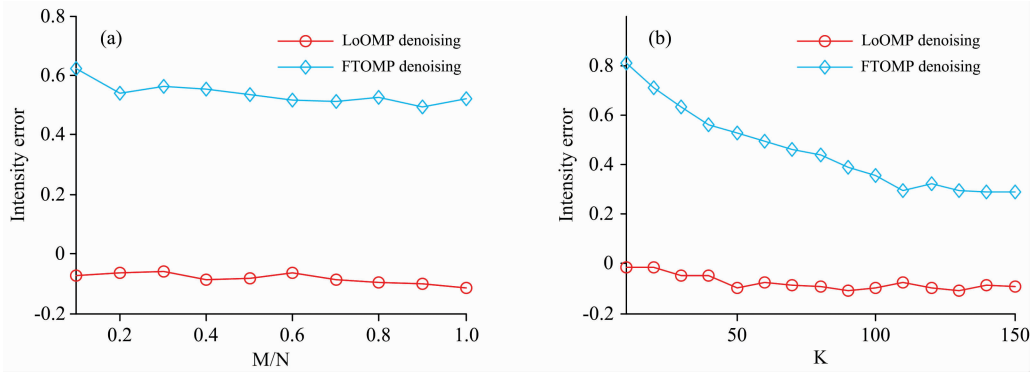 (a)
LoOMP denoising
FTOMP denoising
Intensity error
0.8
0.6
0.4
0.2
0
-0.2
0.2 0.4 0.6 0.8 1.0
M/N
(b)
LoOMP denoising
FTOMP denoising
Intensity error
0.8
0.6
0.4
0.2
0
-0.2
50 100 150
K